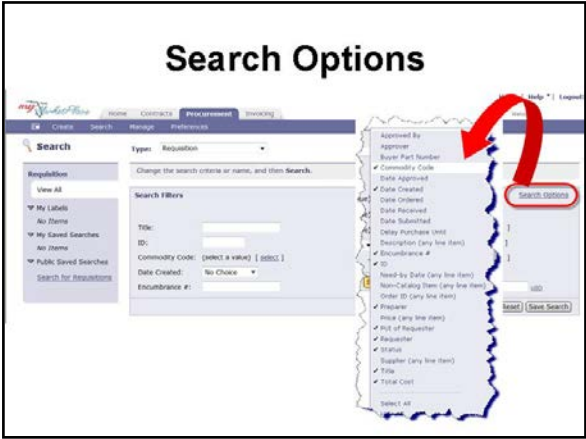 Search Options
my MarketPlace
Home Contracts Procurement Invoicing
Help Logout
Create Search Manage Preferences
Search
Type: Requisition
Change the search criteria or name, and then Search.
Requisition
View All
My Labels
No Items
My Saved Searches
No Items
Public Saved Searches
Search for Requisitions
Search Filters
Title:
ID:
Commodity Code: (select a value) [ select ]
Date Created: No Choice
Encumbrance #:
Approved By
Approver
Buyer Part Number
✔ Commodity Code
Date Approved
✔ Date Created
Date Ordered
Date Received
Date Submitted
Delay Purchase Until
Description (any line item)
✔ Encumbrance #
✔ ID
Need-by Date (any line item)
Non-Catalog Item (any line item)
Order ID (any line item)
✔ Preparer
Price (any line item)
✔ PUI of Requester
✔ Requester
✔ Status
Supplier (any line item)
✔ Title
✔ Total Cost
Select All
Search Options
USD
Reset Save Search